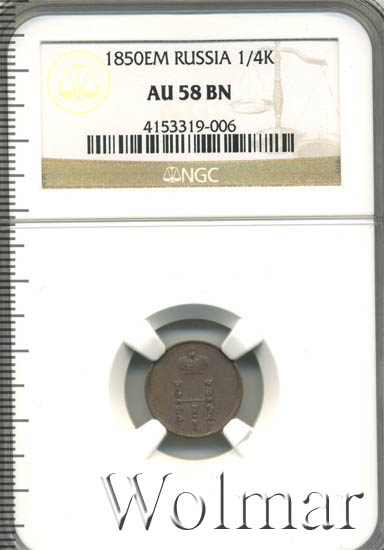 1850EM RUSSIA 1/4K
AU 58 BN
4153319-006
NGC
Wolmar